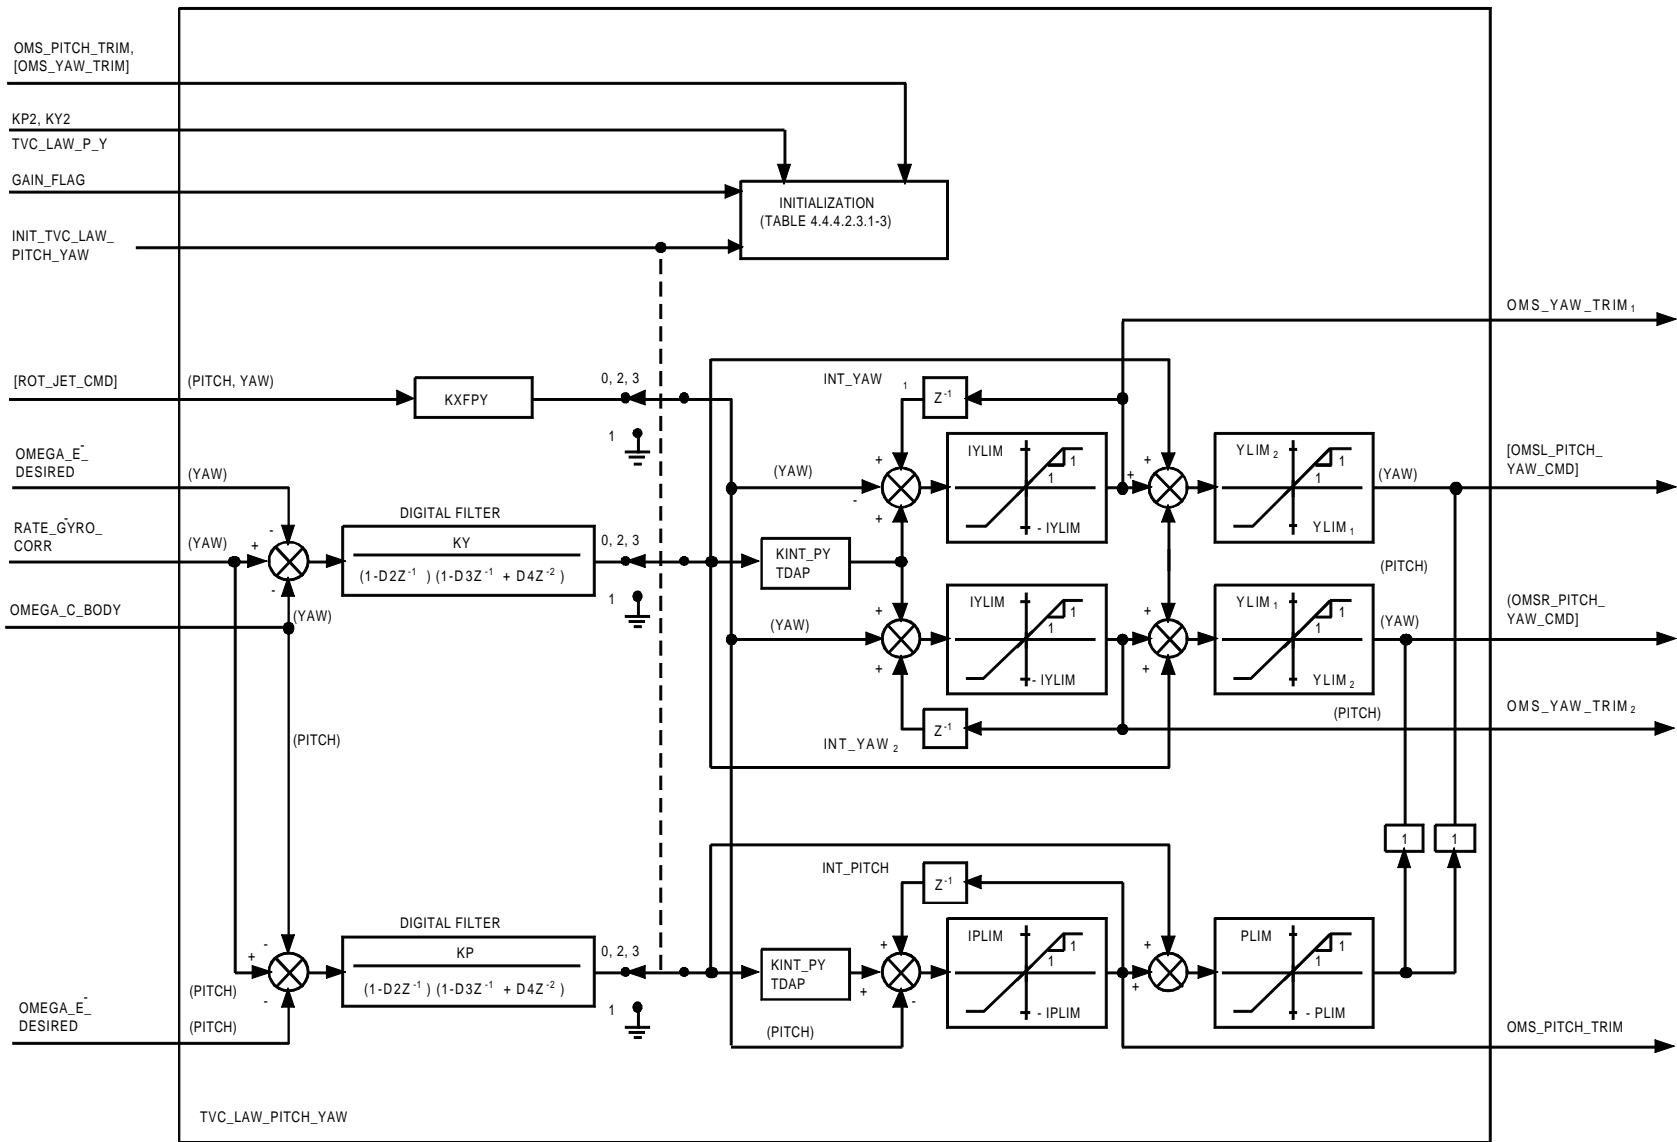 OMS_PITCH_TRIM,
[OMS_YAW_TRIM]
KP2, KY2
TVC_LAW_P_Y
GAIN_FLAG
INITIALIZATION
(TABLE 4.4.4.2.3.1-3)
INIT_TVC_LAW_
PITCH_YAW
OMS_YAW_TRIM₁
[ROT_JET_CMD]
(PITCH, YAW)
KXFPY
0, 2, 3
1
INT_YAW ₁
Z⁻¹
OMEGA_E_
DESIRED
(YAW)
-
(YAW)
+
-
+
IYLIM
1
1
- IYLIM
+
+
+
YLIM₂
1
1
YLIM₁
(YAW)
[OMSL_PITCH_
YAW_CMD]
RATE_GYRO_
CORR
(YAW)
+
-
DIGITAL FILTER
KY
(1-D2Z⁻¹ ) (1-D3Z⁻¹ + D4Z⁻²)
0, 2, 3
1
KINT_PY
TDAP
(PITCH)
OMEGA_C_BODY
(YAW)
(YAW)
+
-
+
IYLIM
1
1
- IYLIM
+
+
+
YLIM₁
1
1
YLIM₂
(YAW)
(OMSR_PITCH_
YAW_CMD]
(PITCH)
INT_YAW₂
Z⁻¹
(PITCH)
OMS_YAW_TRIM₂
1
1
INT_PITCH
Z⁻¹
DIGITAL FILTER
KP
(1-D2Z⁻¹ ) (1-D3Z⁻¹ + D4Z⁻²)
0, 2, 3
1
-
+
-
(PITCH)
KINT_PY
TDAP
+
+
-
IPLIM
1
1
- IPLIM
+
+
PLIM
1
1
- PLIM
OMEGA_E_
DESIRED
(PITCH)
(PITCH)
OMS_PITCH_TRIM
TVC_LAW_PITCH_YAW